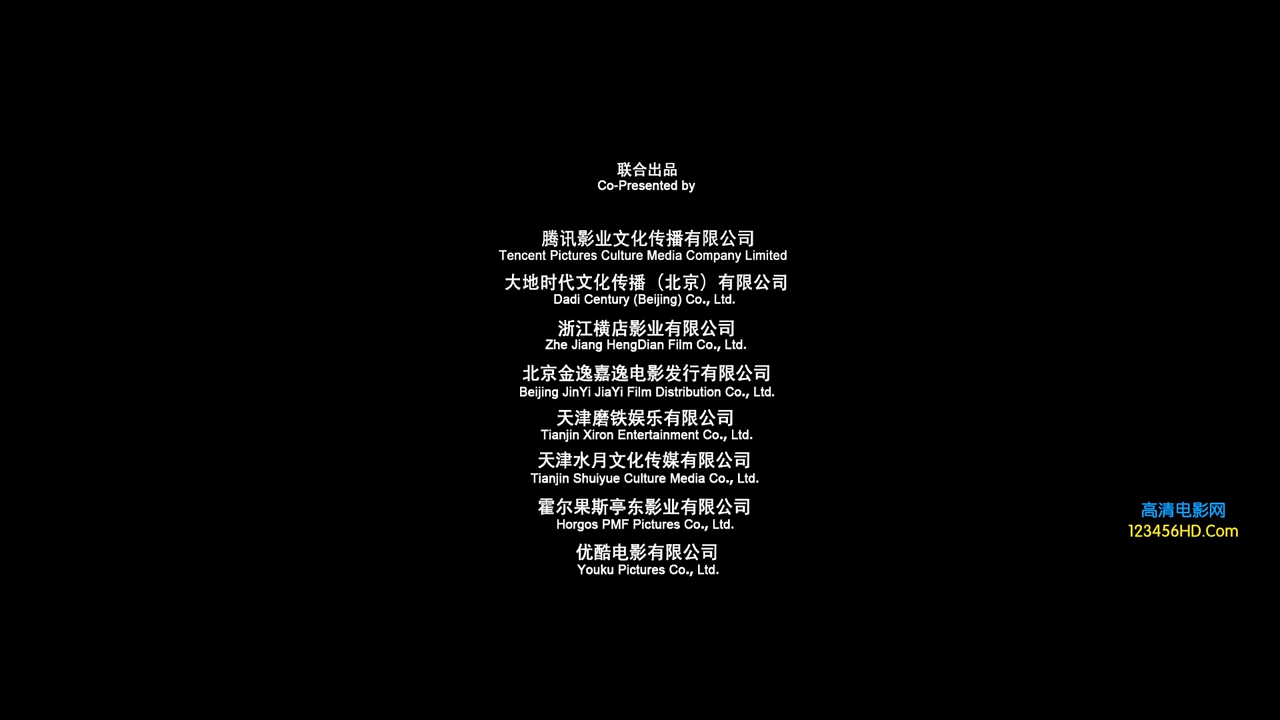 联合出品
Co-Presented by
腾讯影业文化传播有限公司
Tencent Pictures Culture Media Company Limited
大地时代文化传播（北京）有限公司
Dadi Century (Beijing) Co., Ltd.
浙江横店影业有限公司
Zhe Jiang HengDian Film Co., Ltd.
北京金逸嘉逸电影发行有限公司
Beijing JinYi JiaYi Film Distribution Co., Ltd.
天津磨铁娱乐有限公司
Tianjin Xiron Entertainment Co., Ltd.
天津水月文化传媒有限公司
Tianjin Shuiyue Culture Media Co., Ltd.
霍尔果斯亭东影业有限公司
Horgos PMF Pictures Co., Ltd.
优酷电影有限公司
Youku Pictures Co., Ltd.
高清电影网
123456HD.Com